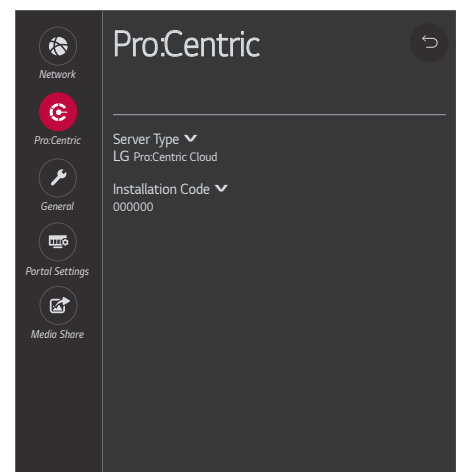 Pro:Centric
Network
Pro:Centric
General
Portal Settings
Media Share
Server Type
LG Pro:Centric Cloud
Installation Code
000000